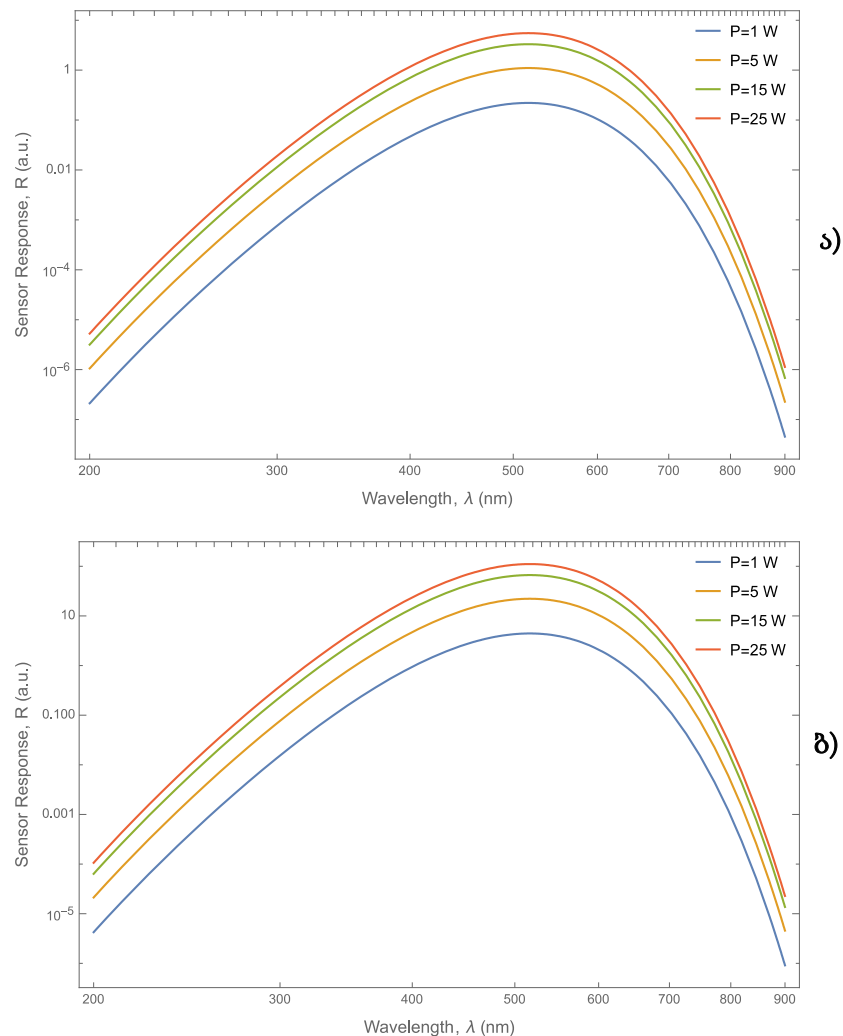 P=1 W
P=5 W
P=15 W
P=25 W
1
0.01
10⁻⁴
10⁻⁶
Sensor Response, R (a.u.)
200 300 400 500 600 700 800 900
Wavelength, λ (nm)
ა)
P=1 W
P=5 W
P=15 W
P=25 W
10
0.100
0.001
10⁻⁵
Sensor Response, R (a.u.)
200 300 400 500 600 700 800 900
Wavelength, λ (nm)
ბ)